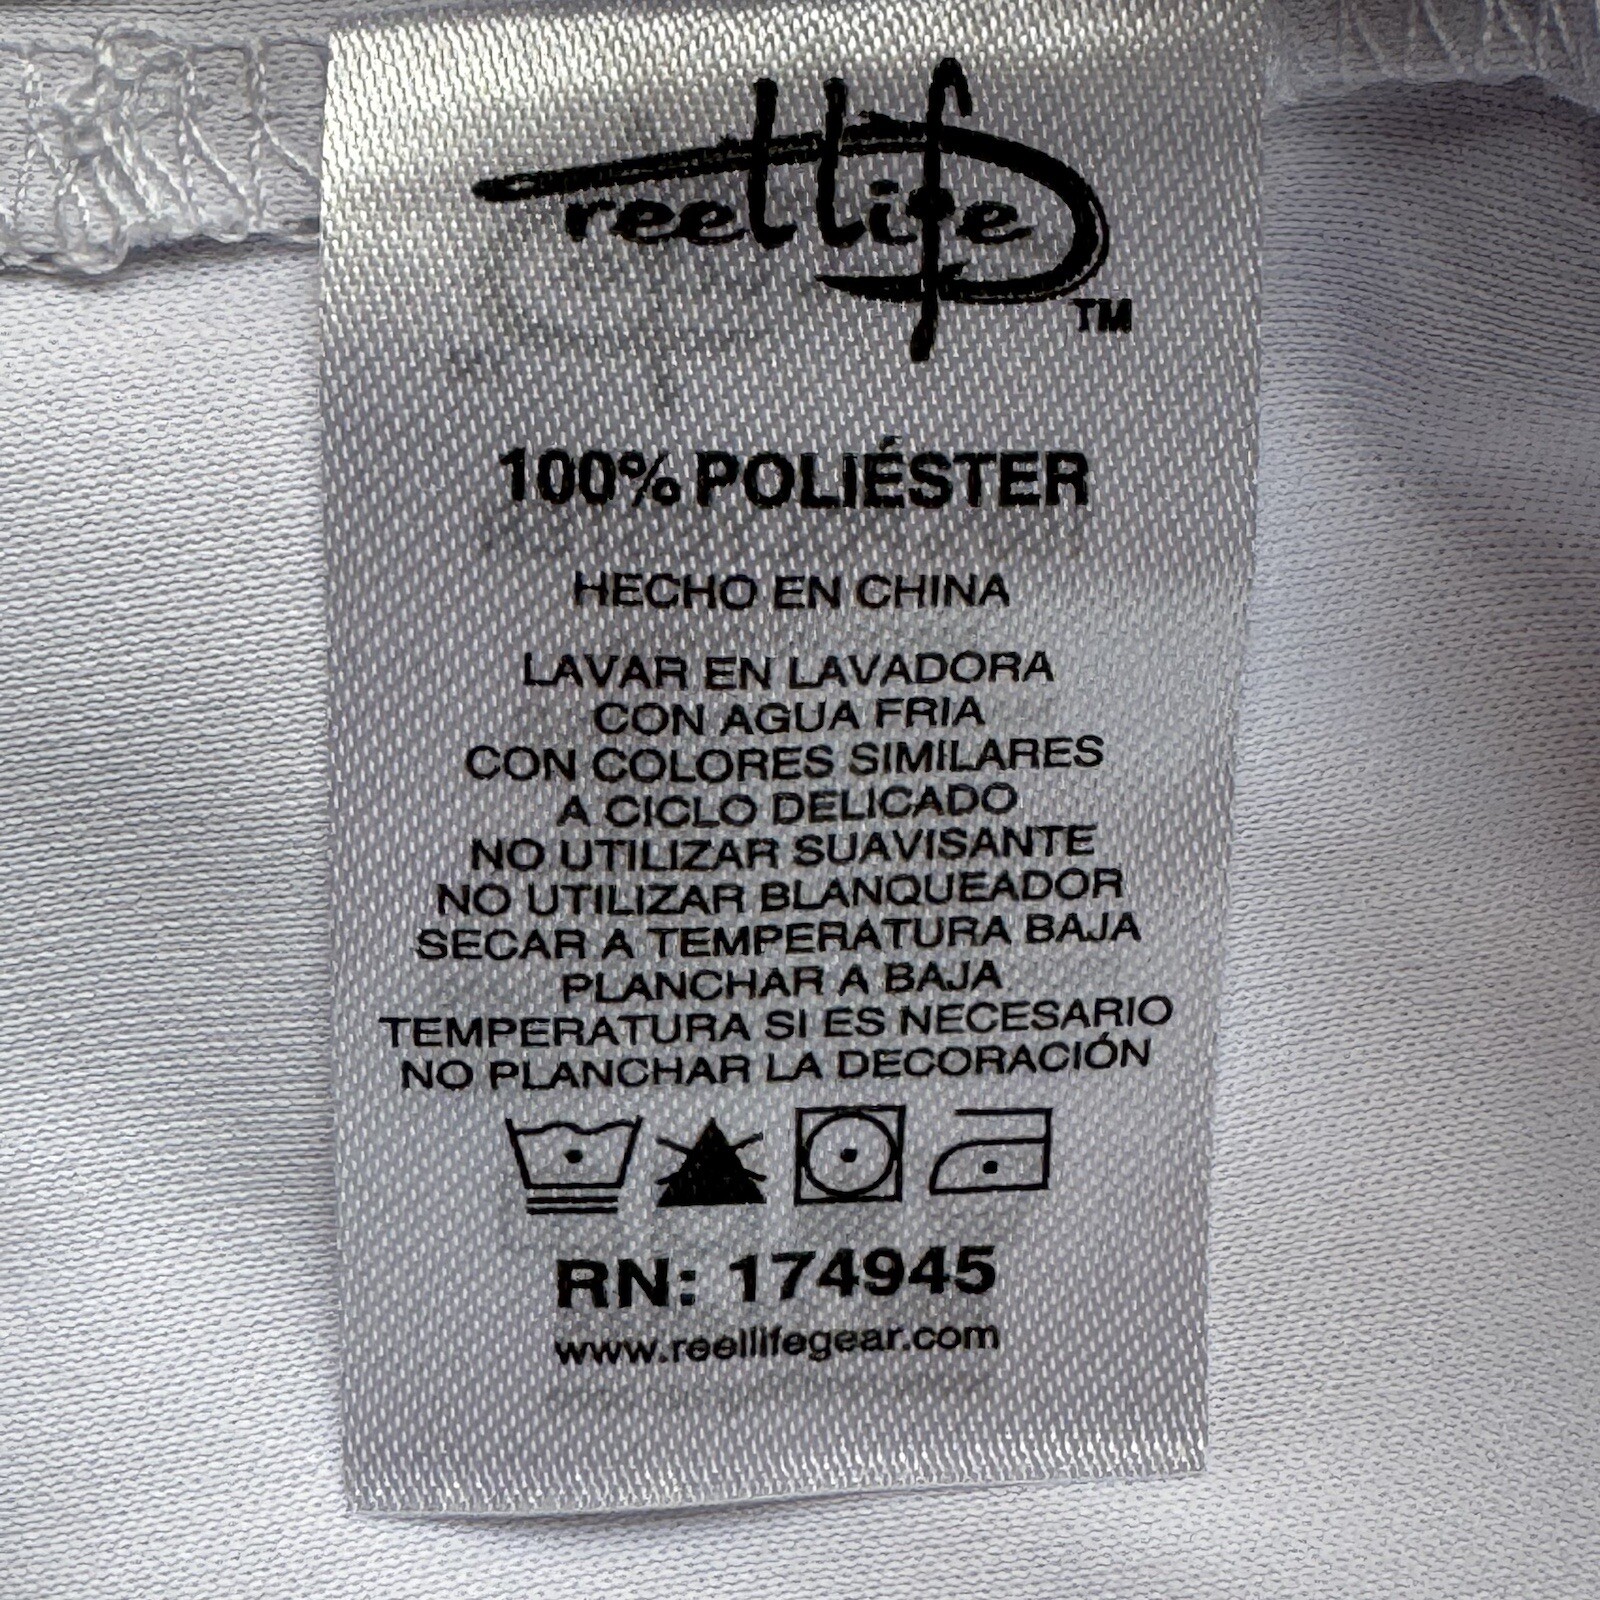 reel life
TM
100% POLIÉSTER
HECHO EN CHINA
LAVAR EN LAVADORA
CON AGUA FRIA
CON COLORES SIMILARES
A CICLO DELICADO
NO UTILIZAR SUAVISANTE
NO UTILIZAR BLANQUEADOR
SECAR A TEMPERATURA BAJA
PLANCHAR A BAJA
TEMPERATURA SI ES NECESARIO
NO PLANCHAR LA DECORACIÓN
RN: 174945
www.reellifegear.com